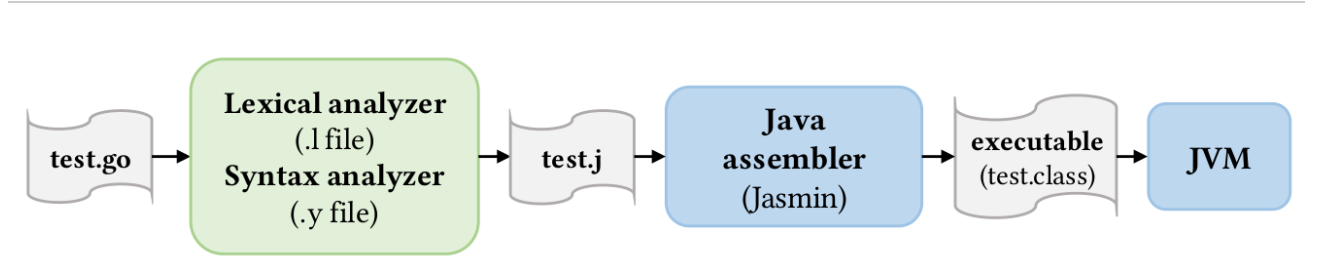 test.go
Lexical analyzer
(.l file)
Syntax analyzer
(.y file)
test.j
Java
assembler
(Jasmin)
executable
(test.class)
JVM